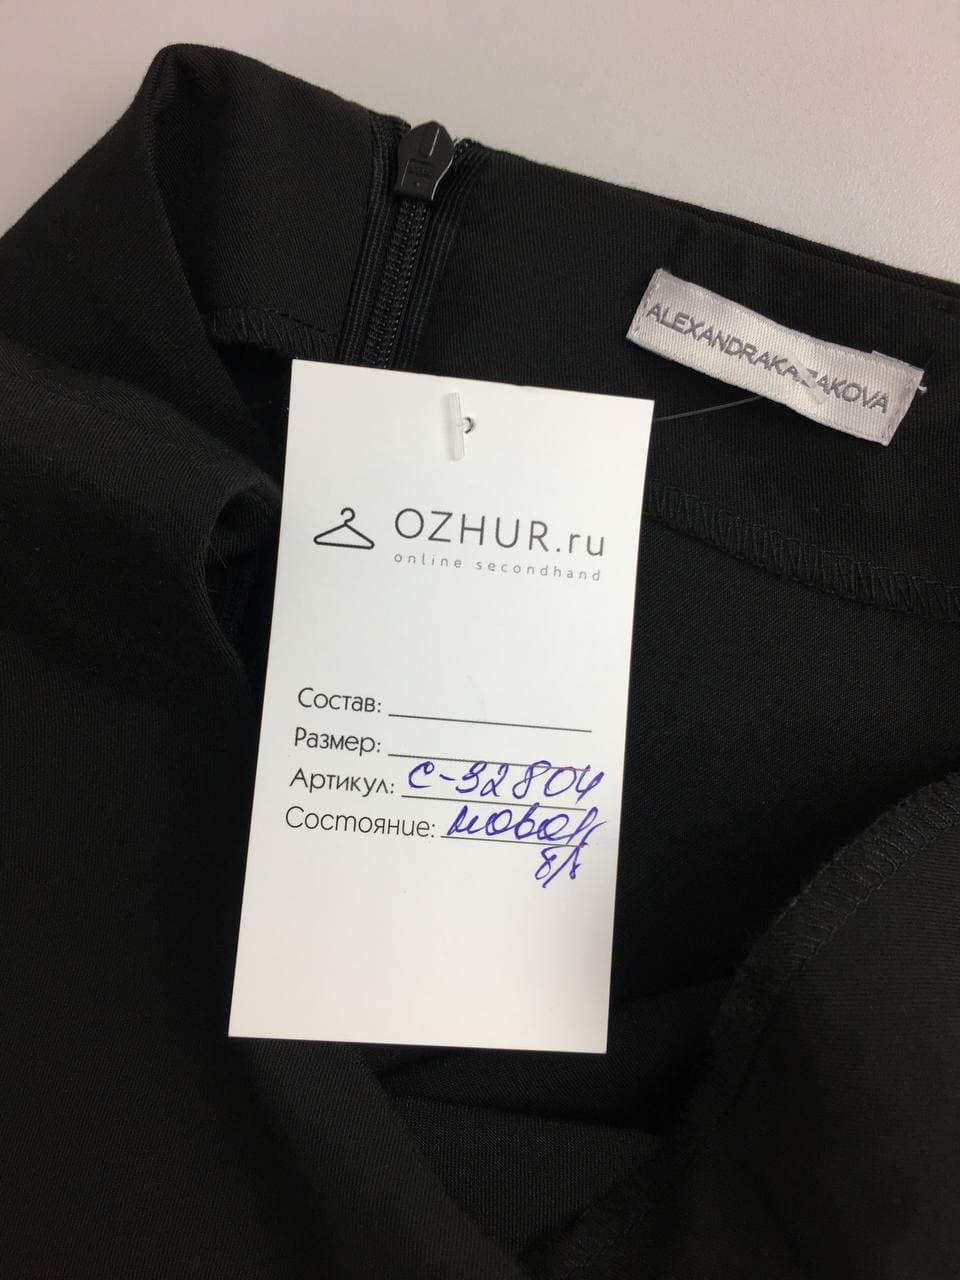 ALEXANDRAKAZAKOVA
OZHUR.ru
online secondhand
Состав:
Размер:
Артикул: С-32804
Состояние: новое